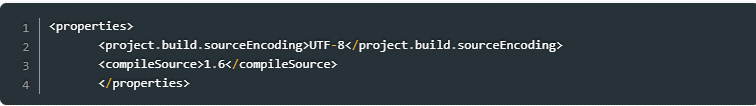 1 <properties>
2 <project.build.sourceEncoding>UTF-8</project.build.sourceEncoding>
3 <compileSource>1.6</compileSource>
4 </properties>